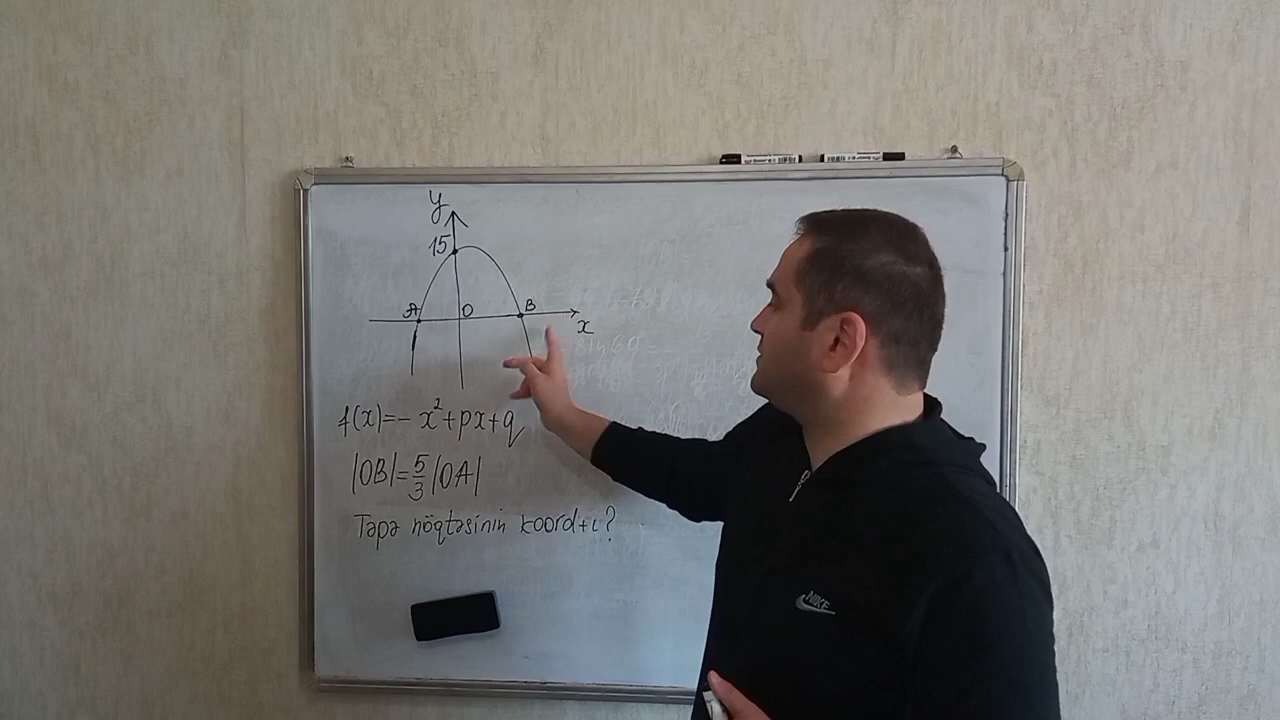 y
15
A O B
x
f(x)=-x²+px+q
|OB|=5/3|OA|
Təpə nöqtəsinin koord+ı?
NIKE